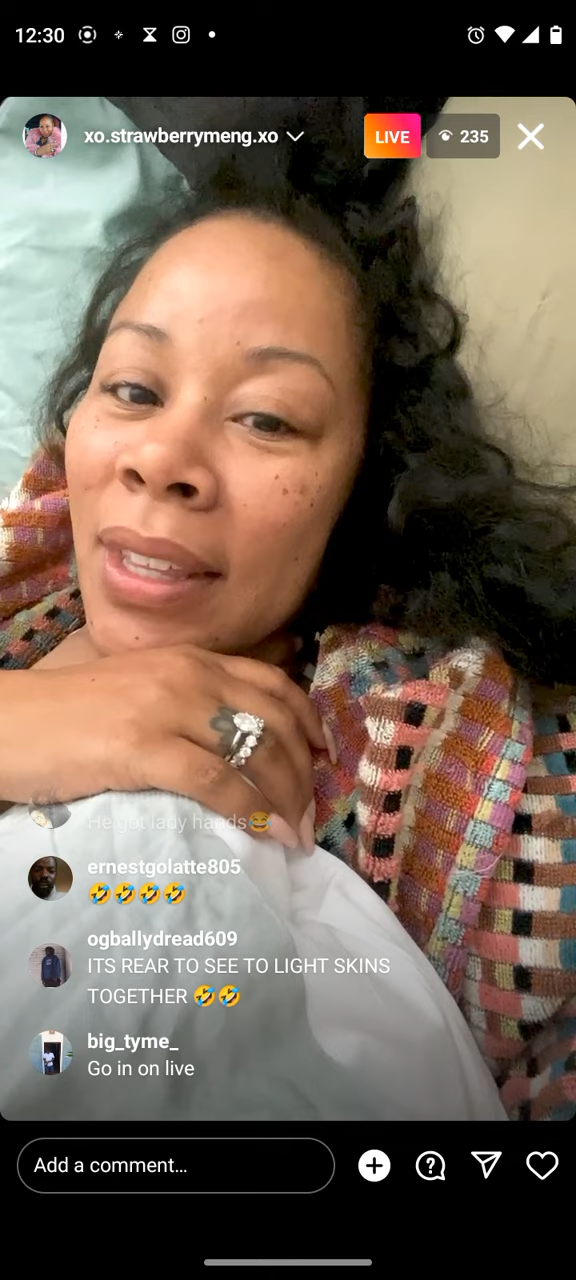 12:30
xo.strawberrymeng.xo
LIVE
235
He got lady hands😂
ernestgolatte805
🤣🤣🤣🤣
ogballydread609
ITS REAR TO SEE TO LIGHT SKINS
TOGETHER 🤣🤣
big_tyme_
Go in on live
Add a comment...